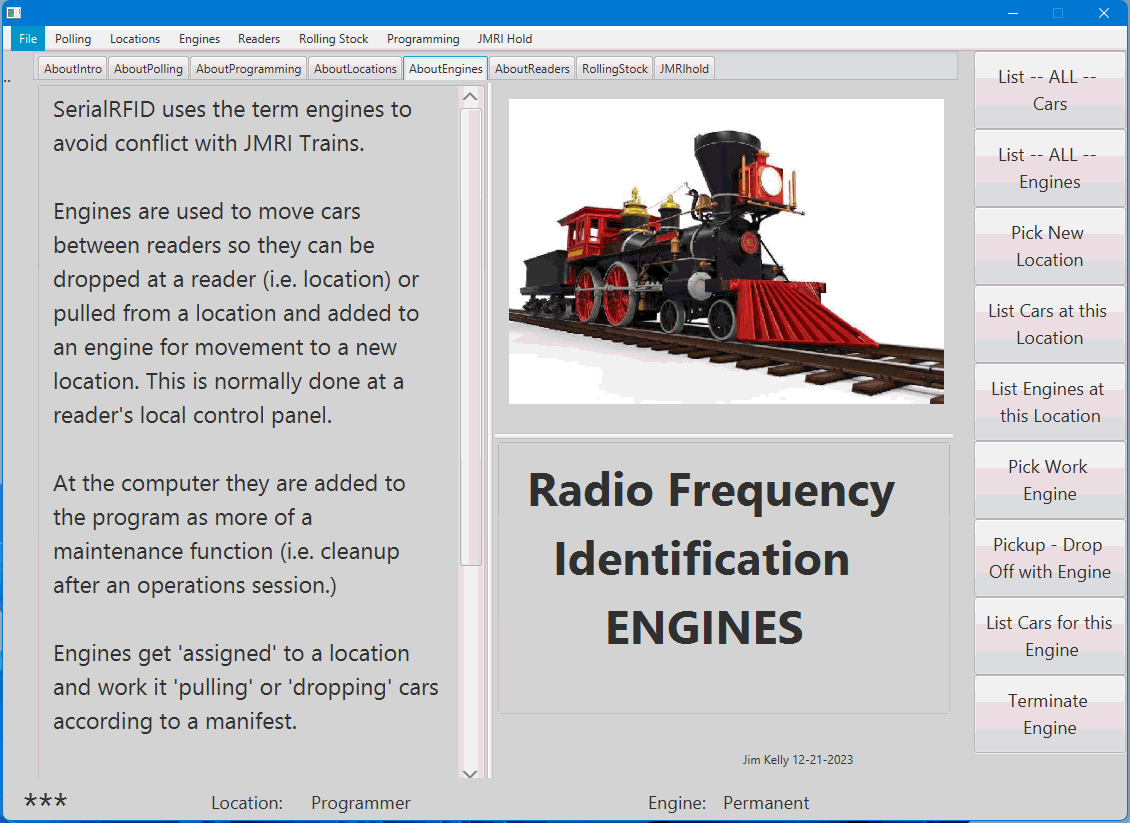 File Polling Locations Engines Readers Rolling Stock Programming JMRI Hold
AboutIntro AboutPolling AboutProgramming AboutLocations AboutEngines AboutReaders RollingStock JMRIhold
..
SerialRFID uses the term engines to
avoid conflict with JMRI Trains.
Engines are used to move cars
between readers so they can be
dropped at a reader (i.e. location) or
pulled from a location and added to
an engine for movement to a new
location. This is normally done at a
reader's local control panel.
At the computer they are added to
the program as more of a
maintenance function (i.e. cleanup
after an operations session.)
Engines get 'assigned' to a location
and work it 'pulling' or 'dropping' cars
according to a manifest.
Radio Frequency
Identification
ENGINES
Jim Kelly 12-21-2023
List -- ALL --
Cars
List -- ALL --
Engines
Pick New
Location
List Cars at this
Location
List Engines at
this Location
Pick Work
Engine
Pickup - Drop
Off with Engine
List Cars for this
Engine
Terminate
Engine
*** Location: Programmer Engine: Permanent